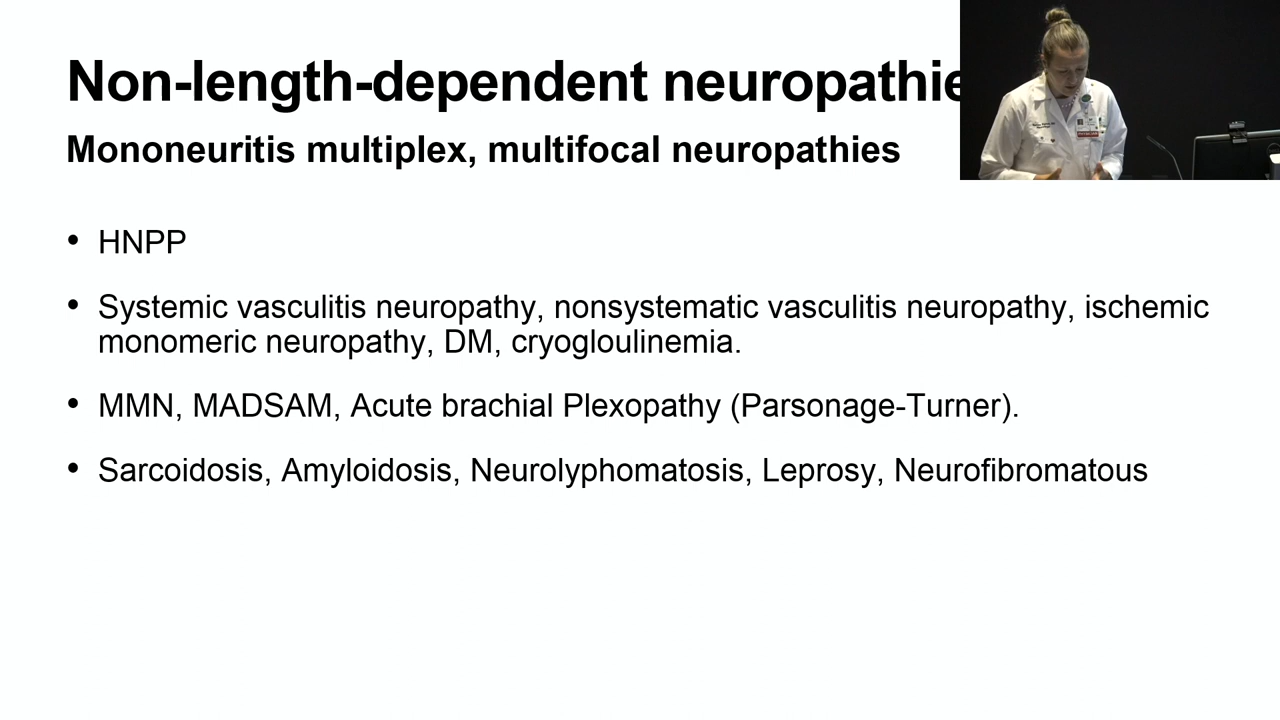 Non-length-dependent neuropathie
Mononeuritis multiplex, multifocal neuropathies
• HNPP
• Systemic vasculitis neuropathy, nonsystematic vasculitis neuropathy, ischemic
monomeric neuropathy, DM, cryogloulinemia.
• MMN, MADSAM, Acute brachial Plexopathy (Parsonage-Turner).
• Sarcoidosis, Amyloidosis, Neurolyphomatosis, Leprosy, Neurofibromatous